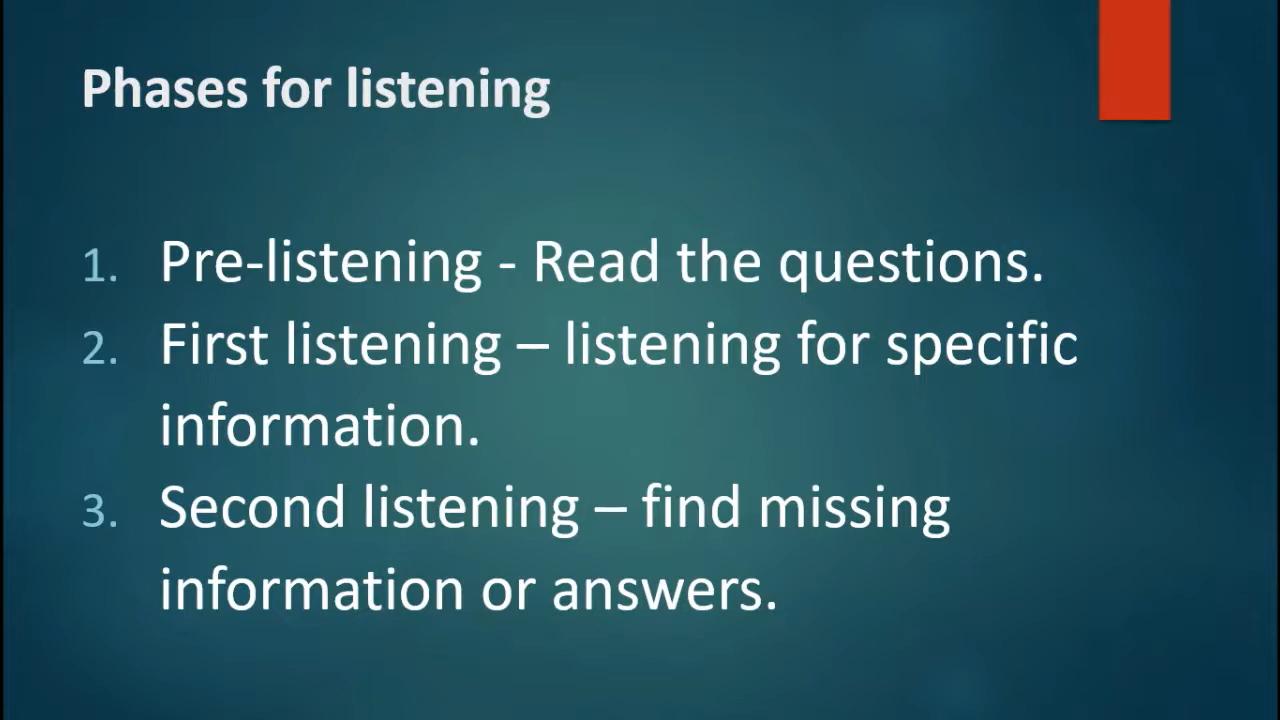 Phases for listening
1. Pre-listening - Read the questions.
2. First listening – listening for specific
information.
3. Second listening – find missing
information or answers.